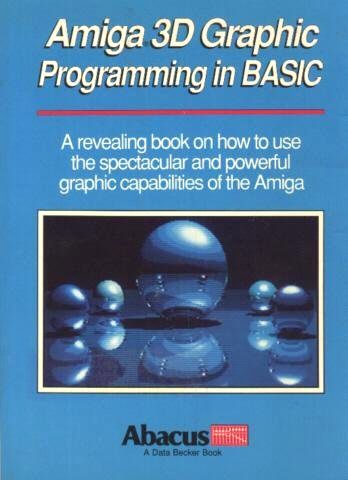 Amiga 3D Graphic
Programming in BASIC
A revealing book on how to use
the spectacular and powerful
graphic capabilities of the Amiga
Abacus
A Data Becker Book